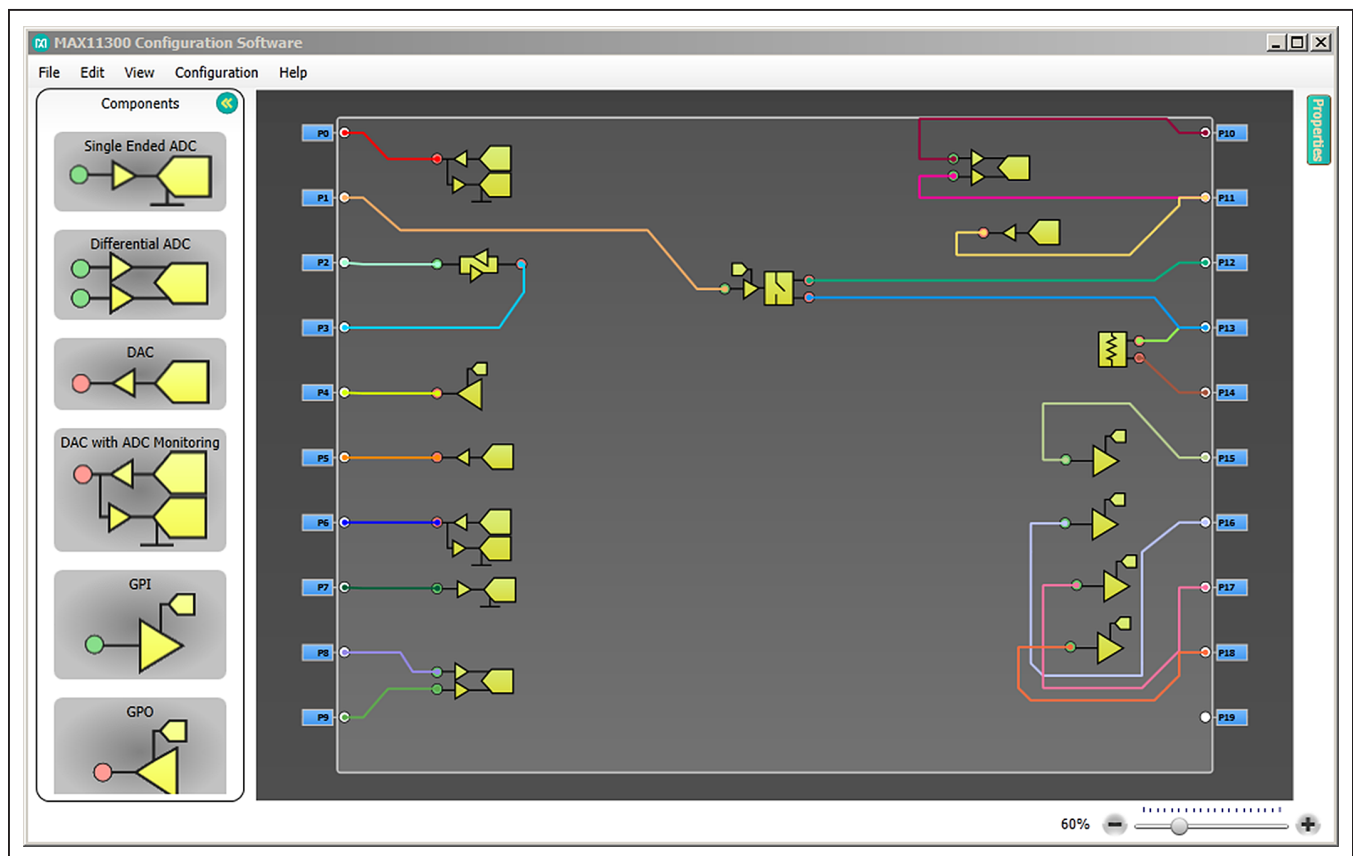 MAX11300 Configuration Software
File Edit View Configuration Help
Components
Single Ended ADC
Differential ADC
DAC
DAC with ADC Monitoring
GPI
GPO
P0
P1
P2
P3
P4
P5
P6
P7
P8
P9
P10
P11
P12
P13
P14
P15
P16
P17
P18
P19
Properties
60%